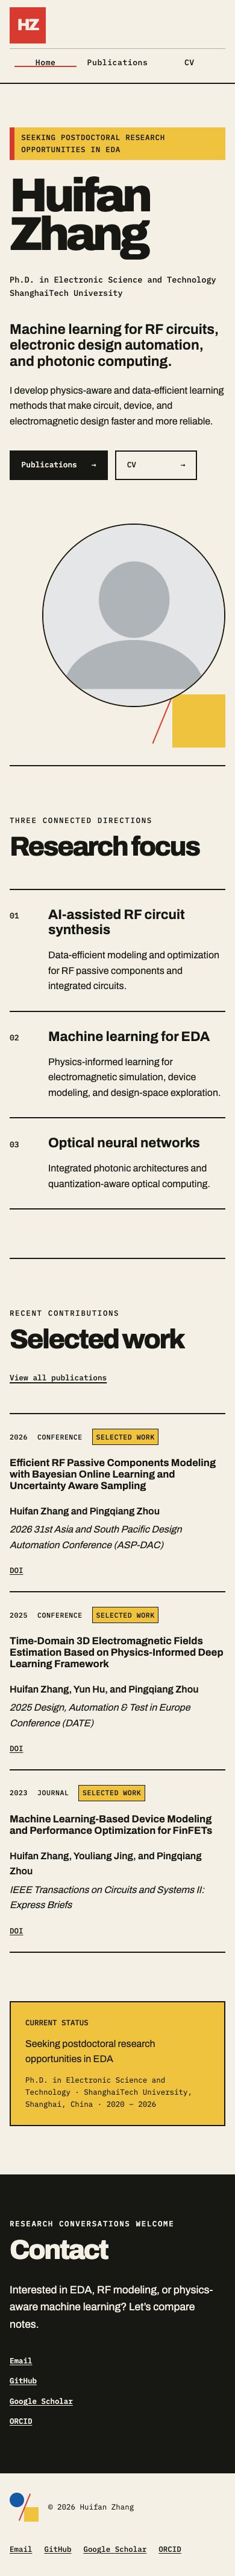 HZ
Home Publications CV
SEEKING POSTDOCTORAL RESEARCH
OPPORTUNITIES IN EDA
Huifan
Zhang
Ph.D. in Electronic Science and Technology
ShanghaiTech University
Machine learning for RF circuits,
electronic design automation,
and photonic computing.
I develop physics-aware and data-efficient learning
methods that make circuit, device, and
electromagnetic design faster and more reliable.
Publications → CV →
THREE CONNECTED DIRECTIONS
Research focus
01 AI-assisted RF circuit
synthesis
Data-efficient modeling and optimization
for RF passive components and
integrated circuits.
02 Machine learning for EDA
Physics-informed learning for
electromagnetic simulation, device
modeling, and design-space exploration.
03 Optical neural networks
Integrated photonic architectures and
quantization-aware optical computing.
RECENT CONTRIBUTIONS
Selected work
View all publications
2026 CONFERENCE SELECTED WORK
Efficient RF Passive Components Modeling
with Bayesian Online Learning and
Uncertainty Aware Sampling
Huifan Zhang and Pingqiang Zhou
2026 31st Asia and South Pacific Design
Automation Conference (ASP-DAC)
DOI
2025 CONFERENCE SELECTED WORK
Time-Domain 3D Electromagnetic Fields
Estimation Based on Physics-Informed Deep
Learning Framework
Huifan Zhang, Yun Hu, and Pingqiang Zhou
2025 Design, Automation & Test in Europe
Conference (DATE)
DOI
2023 JOURNAL SELECTED WORK
Machine Learning-Based Device Modeling
and Performance Optimization for FinFETs
Huifan Zhang, Youliang Jing, and Pingqiang
Zhou
IEEE Transactions on Circuits and Systems II:
Express Briefs
DOI
CURRENT STATUS
Seeking postdoctoral research
opportunities in EDA
Ph.D. in Electronic Science and
Technology · ShanghaiTech University,
Shanghai, China · 2020 – 2026
RESEARCH CONVERSATIONS WELCOME
Contact
Interested in EDA, RF modeling, or physics-
aware machine learning? Let’s compare
notes.
Email
GitHub
Google Scholar
ORCID
© 2026 Huifan Zhang
Email GitHub Google Scholar ORCID